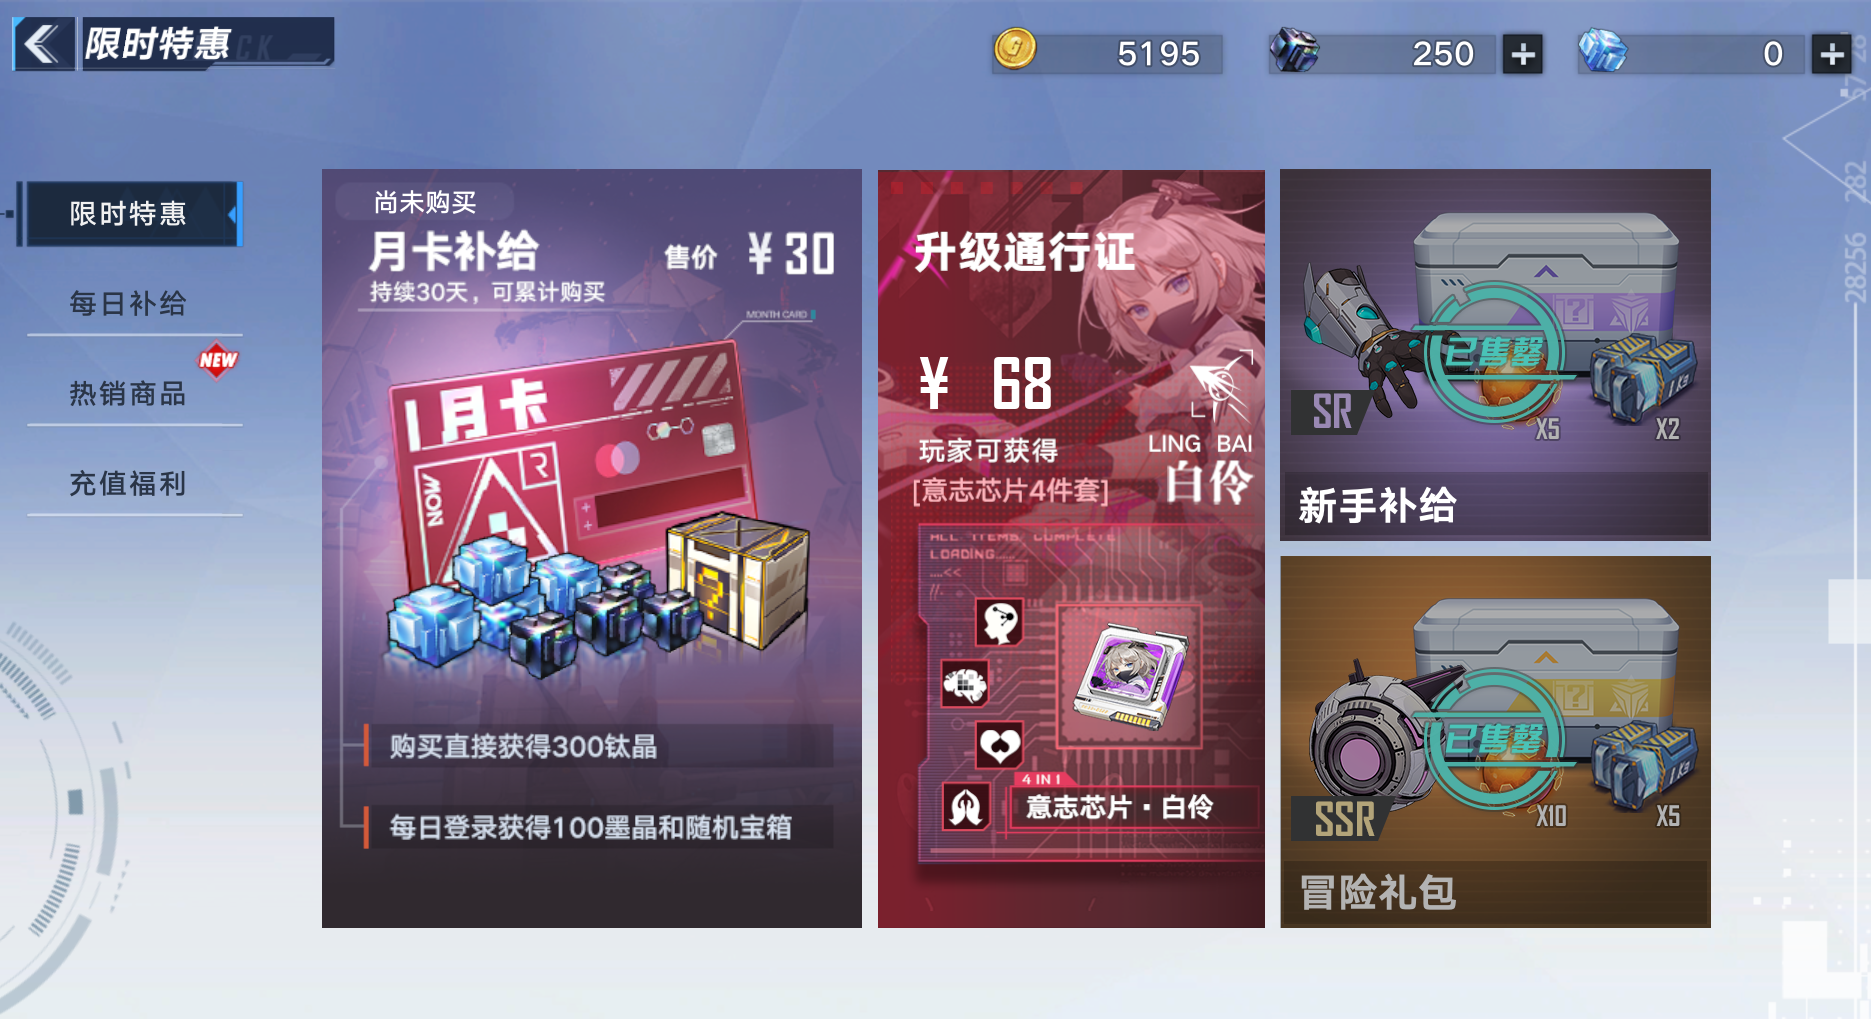 限时特惠
5195
250
0
限时特惠
每日补给
NEW
热销商品
充值福利
尚未购买
月卡补给
售价 ¥30
持续30天，可累计购买
MONTH CARD
月卡
NOW
购买直接获得300钛晶
每日登录获得100墨晶和随机宝箱
升级通行证
¥ 68
玩家可获得
[意志芯片4件套]
LING BAI
白伶
ALL ITEMS COMPLETE
LOADING......
....<<
4 IN 1
意志芯片·白伶
已售罄
SR
X5
X2
新手补给
已售罄
SSR
X10
X5
冒险礼包
28256 282